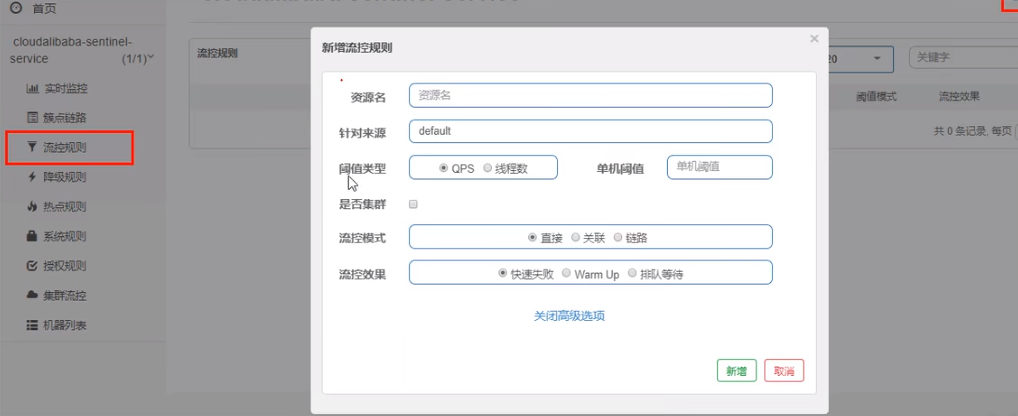 首页
cloudalibaba-sentinel-
service (1/1)
实时监控
簇点链路
流控规则
降级规则
热点规则
系统规则
授权规则
集群流控
机器列表
流控规则
20
关键字
阈值模式 流控效果
共 0 条记录, 每页
新增流控规则 ×
资源名 资源名
针对来源 default
阈值类型 QPS 线程数 单机阈值 单机阈值
是否集群
流控模式 直接 关联 链路
流控效果 快速失败 Warm Up 排队等待
关闭高级选项
新增 取消